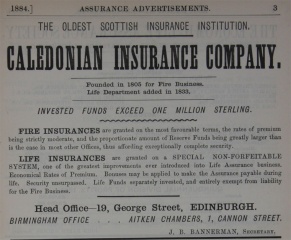 1884.] ASSURANCE ADVERTISEMENTS. 3
THE OLDEST SCOTTISH INSURANCE INSTITUTION.
CALEDONIAN INSURANCE COMPANY.
Founded in 1805 for Fire Business,
Life Department added in 1833,
INVESTED FUNDS EXCEED ONE MILLION STERLING.
FIRE INSURANCES are granted on the most favorable terms, the rates of premium
being strictly moderate, and the proportionate amount of Reserve Funds being greatly larger than
is the case in most other Offices, thus affording exceptionally complete security.
LIFE INSURANCES are granted on a SPECIAL NON-FORFEITABLE
SYSTEM, one of the greatest improvements ever introduced into Life Assurance business.
Economical Rates of Premium. Bonuses may be applied to make the Assurance payable during
life. Security unsurpassed. Life Funds separately invested, and entirely exempt from liability
for the Fire Business.
Head Office—19, George Street, EDINBURGH.
BIRMINGHAM OFFICE ... AITKEN CHAMBERS, 1, CANNON STREET.
J. B. BANNERMAN, SECRETARY.